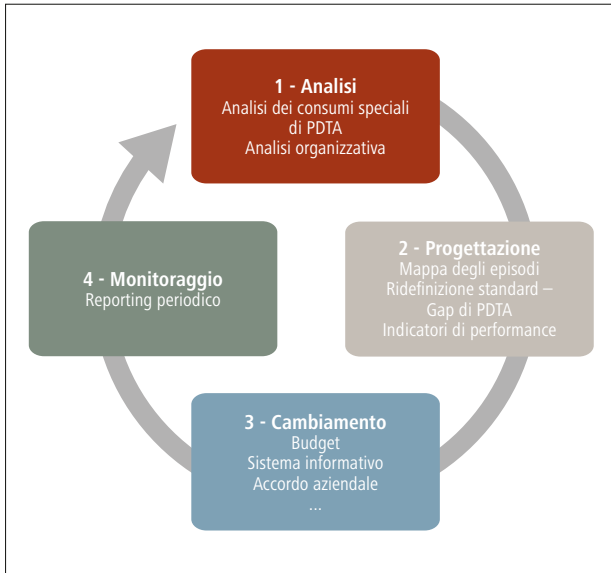 1 - Analisi
Analisi dei consumi speciali
di PDTA
Analisi organizzativa
2 - Progettazione
Mappa degli episodi
Ridefinizione standard –
Gap di PDTA
Indicatori di performance
3 - Cambiamento
Budget
Sistema informativo
Accordo aziendale
...
4 - Monitoraggio
Reporting periodico